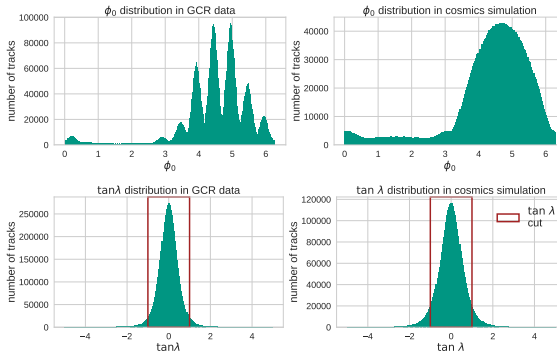 ϕ0 distribution in GCR data
number of tracks
100000
80000
60000
40000
20000
0
0 1 2 3 4 5 6
ϕ0
ϕ0 distribution in cosmics simulation
number of tracks
40000
30000
20000
10000
0
0 1 2 3 4 5 6
ϕ0
tanλ distribution in GCR data
number of tracks
250000
200000
150000
100000
50000
0
−4 −2 0 2 4
tanλ
tan λ distribution in cosmics simulation
number of tracks
120000
100000
80000
60000
40000
20000
0
−4 −2 0 2 4
tan λ
tan λ
cut